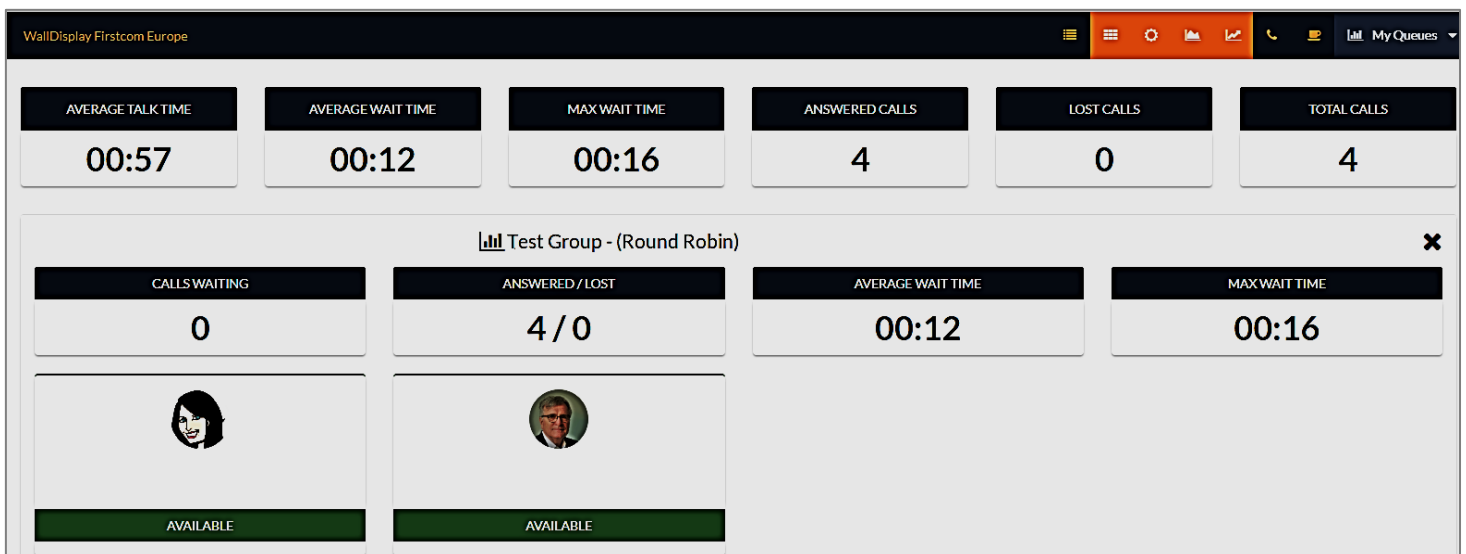 WallDisplay Firstcom Europe
My Queues
AVERAGE TALK TIME AVERAGE WAIT TIME MAX WAIT TIME ANSWERED CALLS LOST CALLS TOTAL CALLS
00:57 00:12 00:16 4 0 4
Test Group - (Round Robin)
CALLS WAITING ANSWERED / LOST AVERAGE WAIT TIME MAX WAIT TIME
0 4 / 0 00:12 00:16
AVAILABLE AVAILABLE